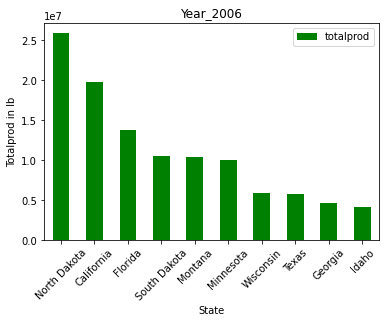 Year_2006
1e7
totalprod
Totalprod in lb
2.5
2.0
1.5
1.0
0.5
0.0
North Dakota
California
Florida
South Dakota
Montana
Minnesota
Wisconsin
Texas
Georgia
Idaho
State